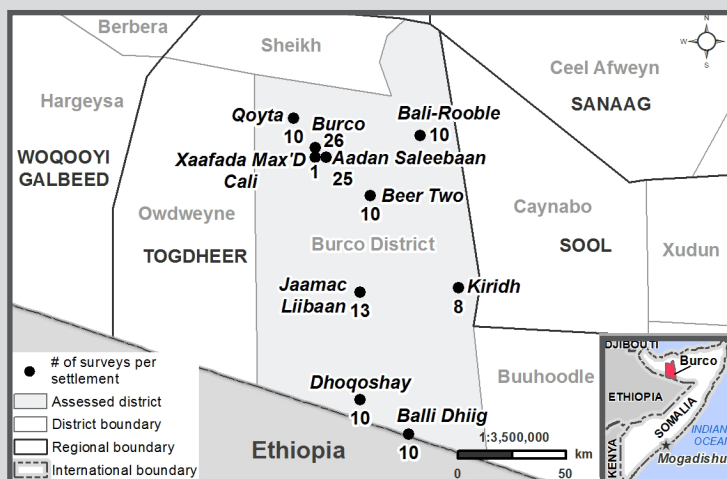 Berbera
Sheikh
N
W E
S
Ceel Afweyn
SANAAG
Hargeysa
Qoyta
10
Burco
26
Bali-Rooble
10
WOQOOYI
GALBEED
Xaafada Max'D
Cali
1
Aadan Saleebaan
25
Beer Two
10
Owdweyne
TOGDHEER
Burco District
Caynabo
SOOL
Xudun
Jaamac
Liibaan
13
Kiridh
8
Dhoqoshay
10
Balli Dhiig
10
Buuhoodle
Ethiopia
# of surveys per
settlement
Assessed district
District boundary
Regional boundary
International boundary
1:3,500,000
km
0 50
DJIBOUTI
Burco
ETHIOPIA
SOMALIA
INDIAN
OCEAN
KENYA
Mogadishu